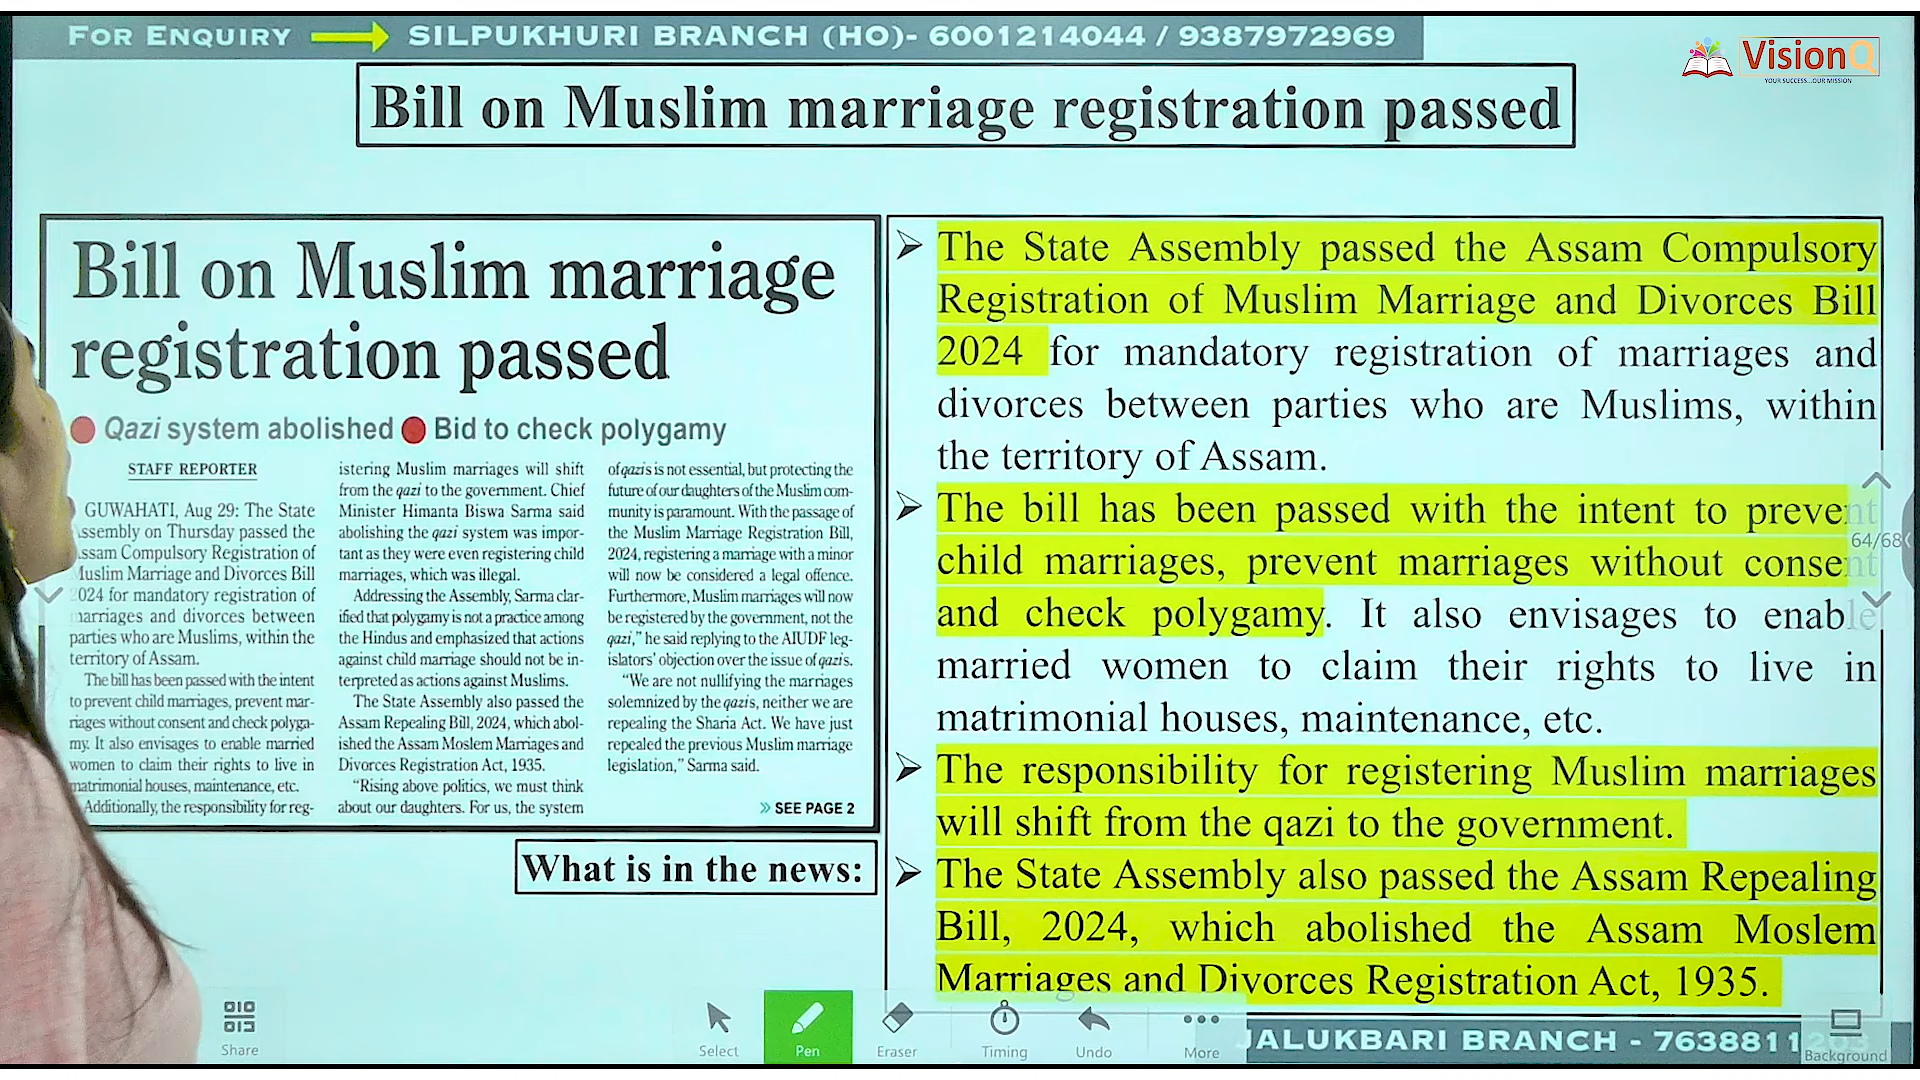 FOR ENQUIRY SILPUKHURI BRANCH (HO)- 6001214044 / 9387972969
VisionQ
YOUR SUCCESS...OUR MISSION
Bill on Muslim marriage registration passed
Bill on Muslim marriage
registration passed
Qazi system abolished Bid to check polygamy
STAFF REPORTER
GUWAHATI, Aug 29: The State
ssembly on Thursday passed the
ssam Compulsory Registration of
uslim Marriage and Divorces Bill
024 for mandatory registration of
marriages and divorces between
parties who are Muslims, within the
territory of Assam.
The bill has been passed with the intent
to prevent child marriages, prevent mar-
riages without consent and check polyga-
my. It also envisages to enable married
women to claim their rights to live in
matrimonial houses, maintenance, etc.
Additionally, the responsibility for reg-
istering Muslim marriages will shift
from the qazi to the government. Chief
Minister Himanta Biswa Sarma said
abolishing the qazi system was impor-
tant as they were even registering child
marriages, which was illegal.
Addressing the Assembly, Sarma clar-
ified that polygamy is not a practice among
the Hindus and emphasized that actions
against child marriage should not be in-
terpreted as actions against Muslims.
The State Assembly also passed the
Assam Repealing Bill, 2024, which abol-
ished the Assam Moslem Marriages and
Divorces Registration Act, 1935.
"Rising above politics, we must think
about our daughters. For us, the system
of qazis is not essential, but protecting the
future of our daughters of the Muslim com-
munity is paramount. With the passage of
the Muslim Marriage Registration Bill,
2024, registering a marriage with a minor
will now be considered a legal offence.
Furthermore, Muslim marriages will now
be registered by the government, not the
qazi," he said replying to the AIUDF leg-
islators' objection over the issue of qazis.
"We are not nullifying the marriages
solemnized by the qazis, neither we are
repealing the Sharia Act. We have just
repealed the previous Muslim marriage
legislation," Sarma said.
» SEE PAGE 2
What is in the news:
The State Assembly passed the Assam Compulsory
Registration of Muslim Marriage and Divorces Bill
2024 for mandatory registration of marriages and
divorces between parties who are Muslims, within
the territory of Assam.
The bill has been passed with the intent to prevent
child marriages, prevent marriages without consent
and check polygamy. It also envisages to enable
married women to claim their rights to live in
matrimonial houses, maintenance, etc.
The responsibility for registering Muslim marriages
will shift from the qazi to the government.
The State Assembly also passed the Assam Repealing
Bill, 2024, which abolished the Assam Moslem
Marriages and Divorces Registration Act, 1935.
64/68
Share
Select
Pen
Eraser
Timing
Undo
More
JALUKBARI BRANCH - 7638811
Background